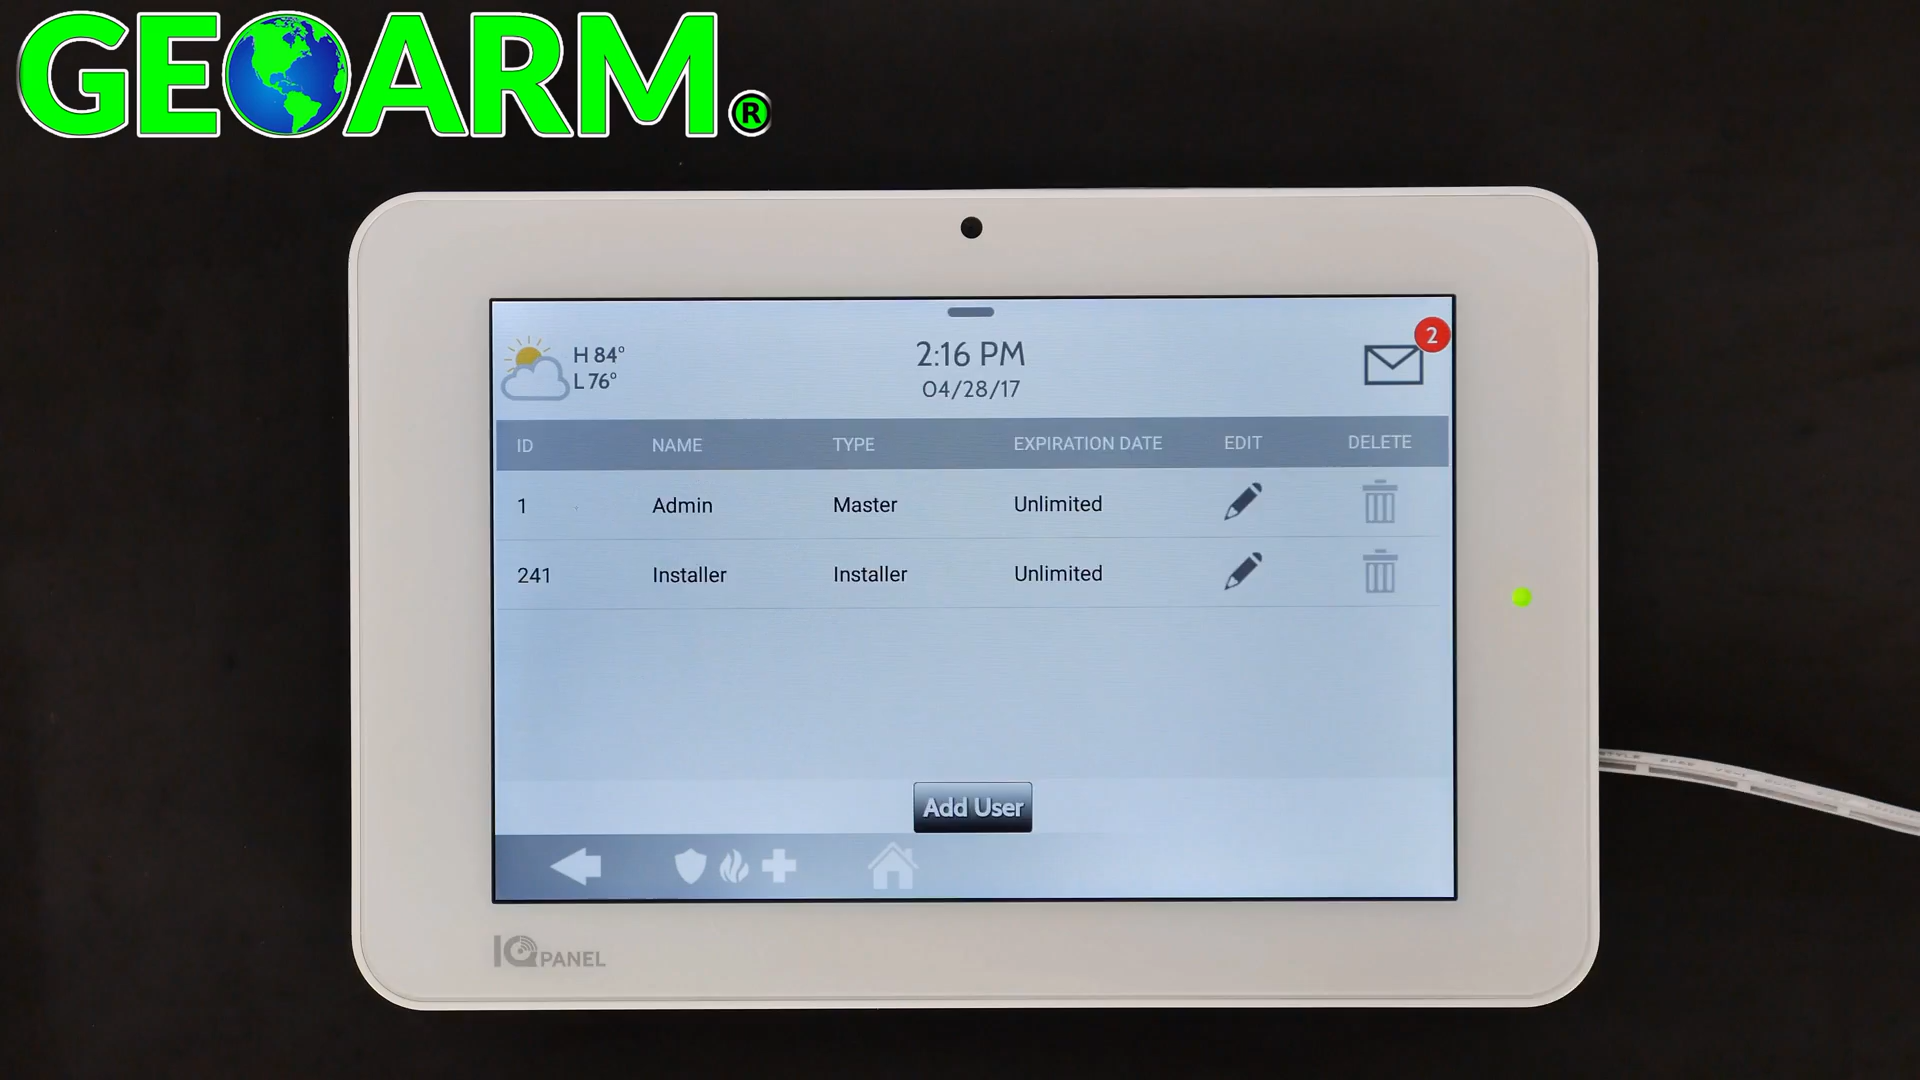 GEOARM®
2
H 84°
L 76°
2:16 PM
04/28/17
ID NAME TYPE EXPIRATION DATE EDIT DELETE
1 Admin Master Unlimited
241 Installer Installer Unlimited
Add User
IQ PANEL